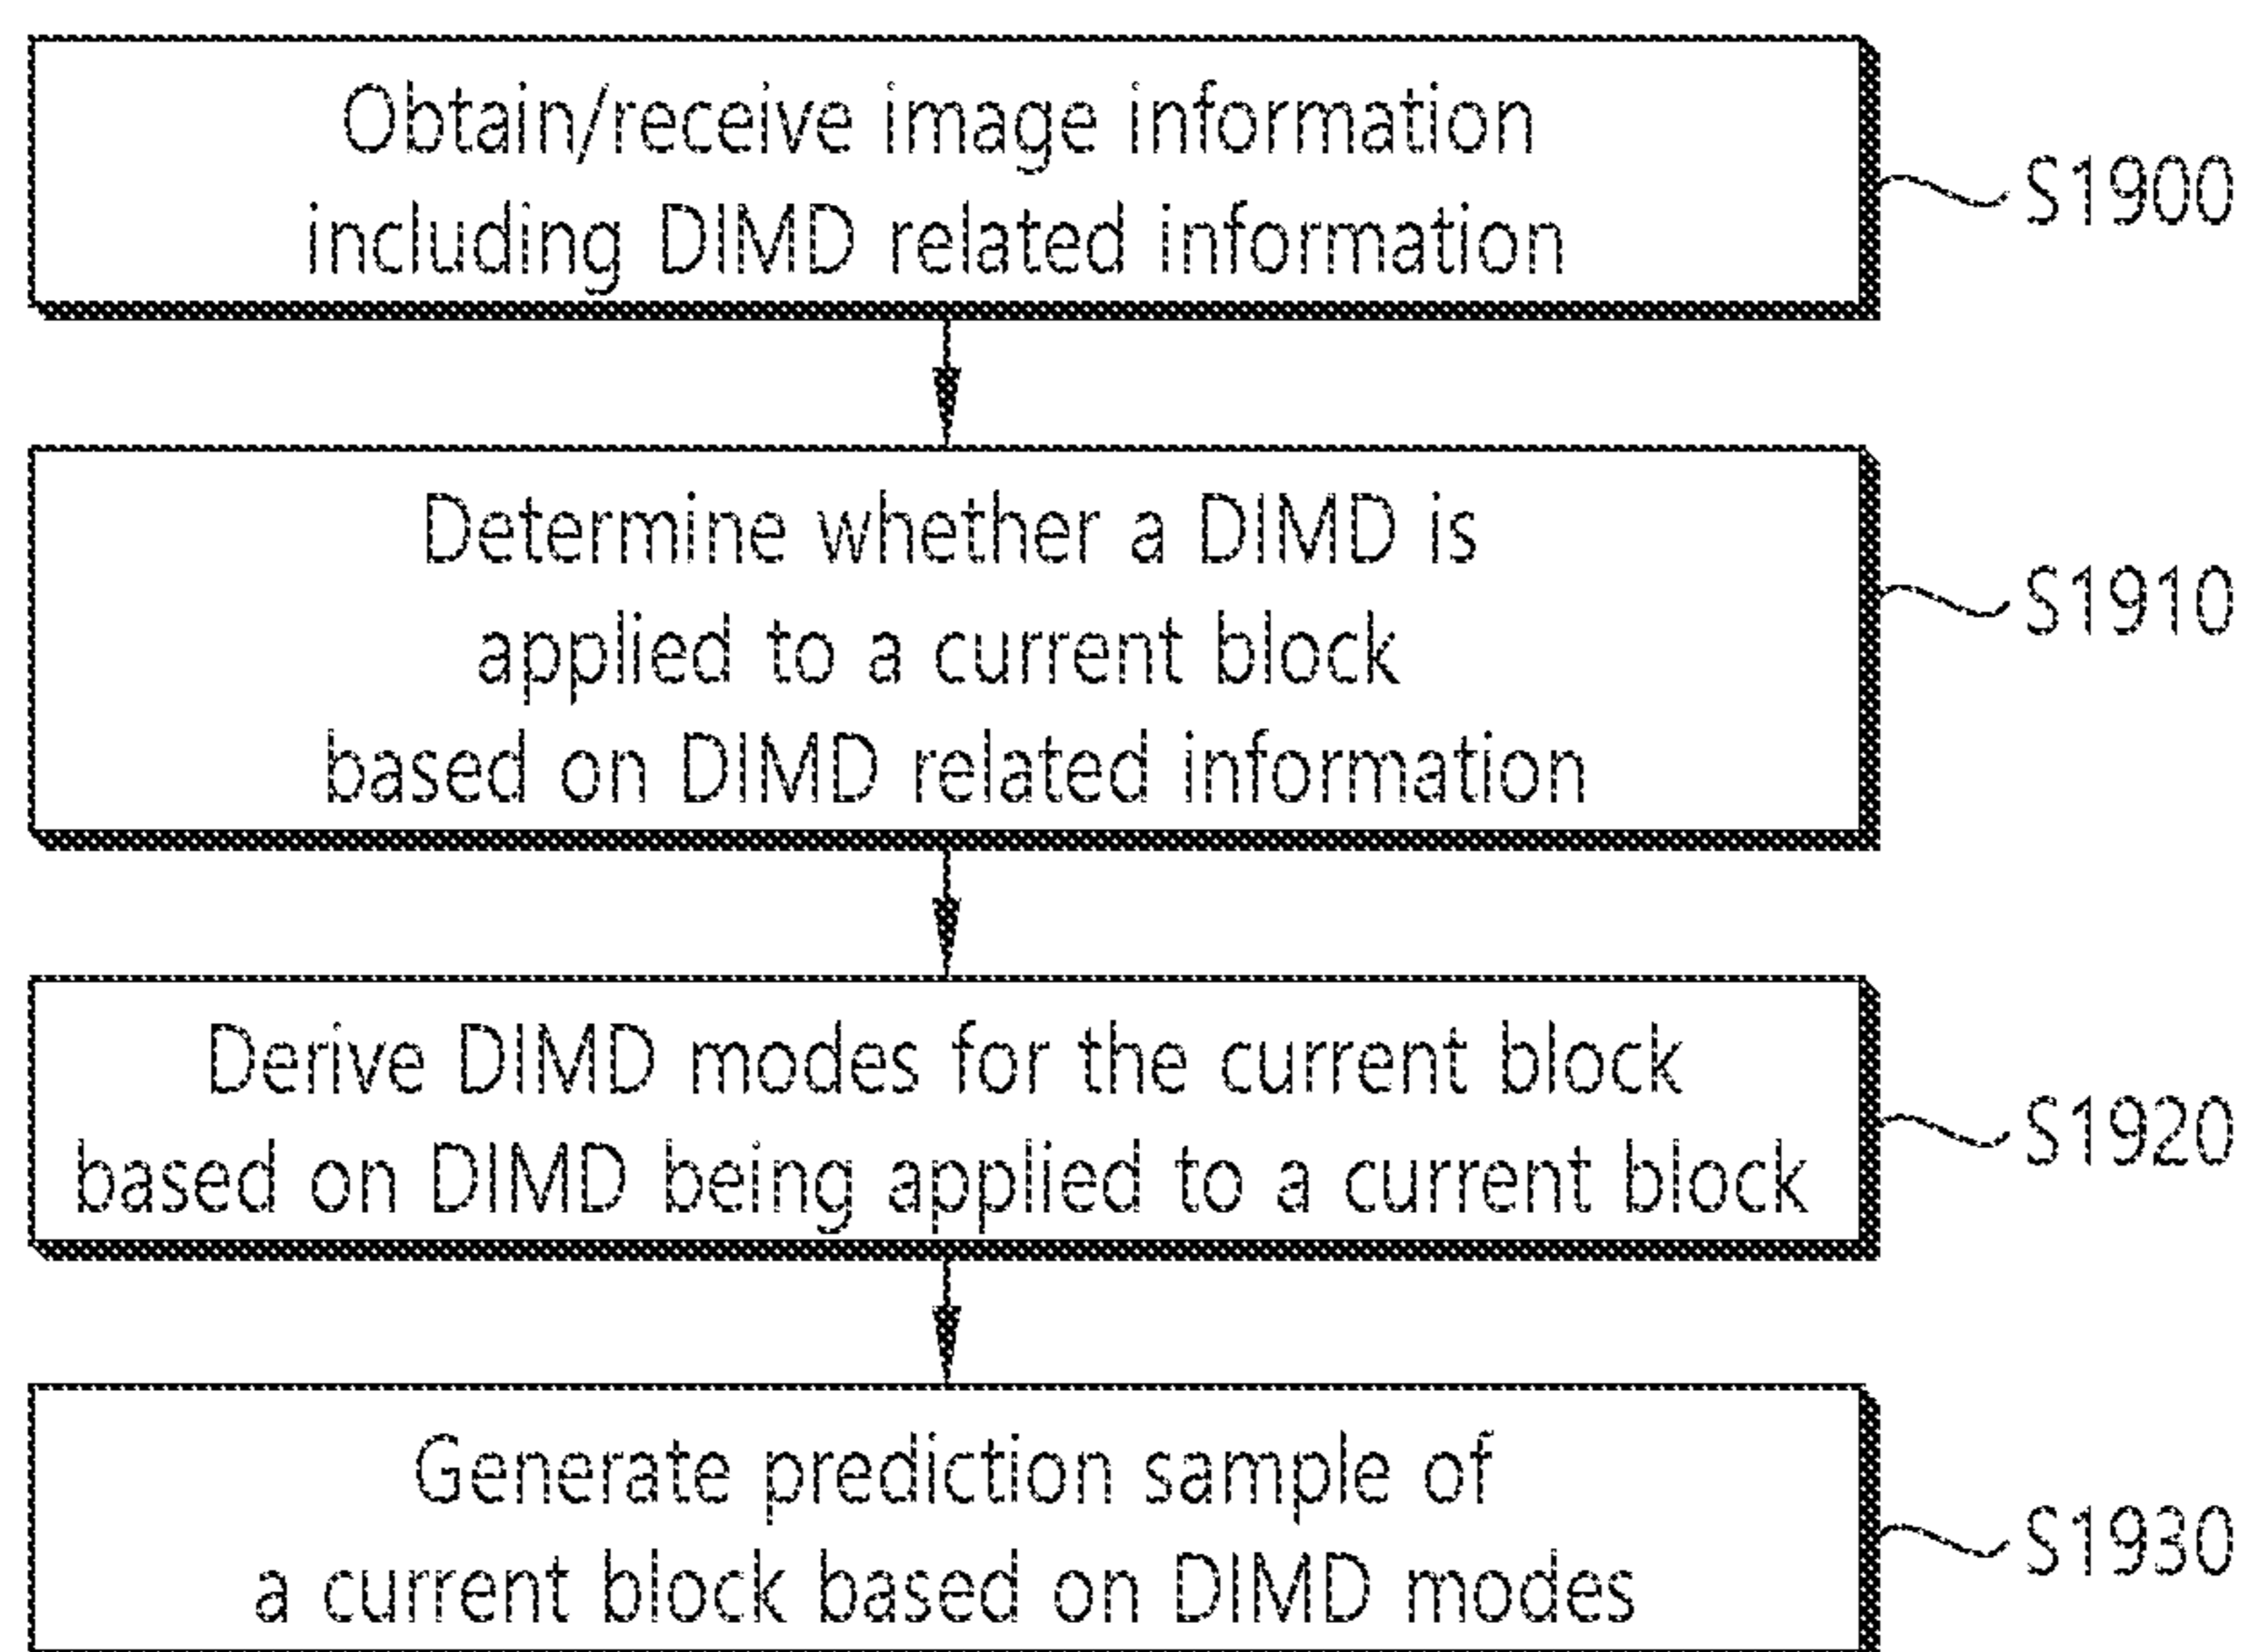 Obtain/receive image information
including DIMD related information
S1900
Determine whether a DIMD is
applied to a current block
based on DIMD related information
S1910
Derive DIMD modes for the current block
based on DIMD being applied to a current block
S1920
Generate prediction sample of
a current block based on DIMD modes
S1930